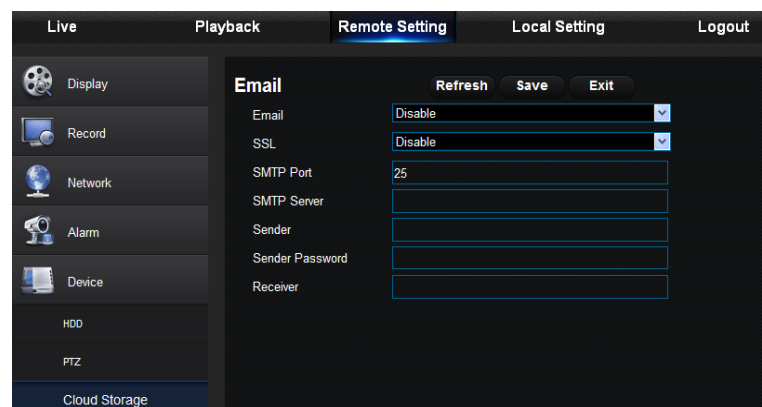 Live Playback Remote Setting Local Setting Logout
Display
Record
Network
Alarm
Device
HDD
PTZ
Cloud Storage
Email Refresh Save Exit
Email Disable
SSL Disable
SMTP Port 25
SMTP Server
Sender
Sender Password
Receiver